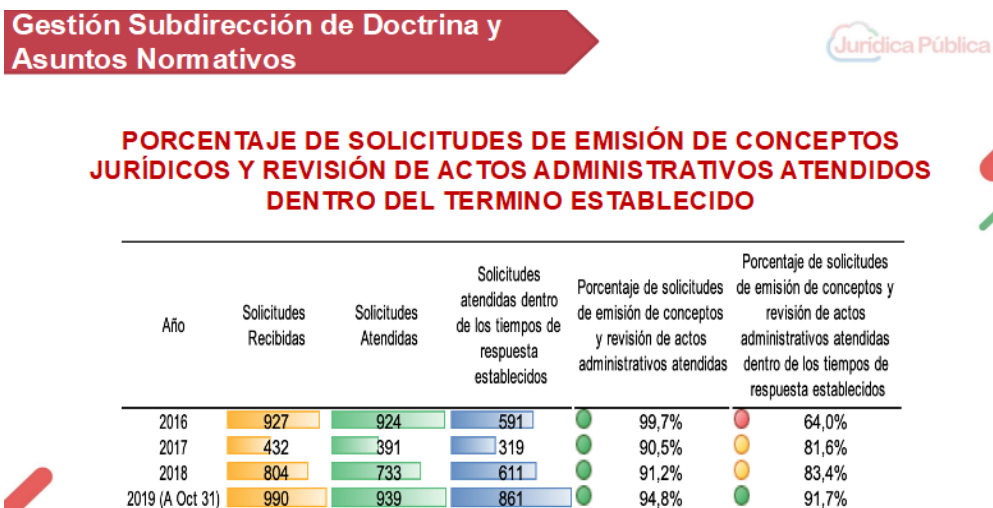 Gestión Subdirección de Doctrina y
Asuntos Normativos
Jurídica Pública
PORCENTAJE DE SOLICITUDES DE EMISIÓN DE CONCEPTOS
JURÍDICOS Y REVISIÓN DE ACTOS ADMINISTRATIVOS ATENDIDOS
DENTRO DEL TERMINO ESTABLECIDO
Año
Solicitudes
Recibidas
Solicitudes
Atendidas
Solicitudes
atendidas dentro
de los tiempos de
respuesta
establecidos
Porcentaje de solicitudes
de emisión de conceptos
y revisión de actos
administrativos atendidas
Porcentaje de solicitudes
de emisión de conceptos y
revisión de actos
administrativos atendidas
dentro de los tiempos de
respuesta establecidos
2016 927 924 591 99,7% 64,0%
2017 432 391 319 90,5% 81,6%
2018 804 733 611 91,2% 83,4%
2019 (A Oct 31) 990 939 861 94,8% 91,7%